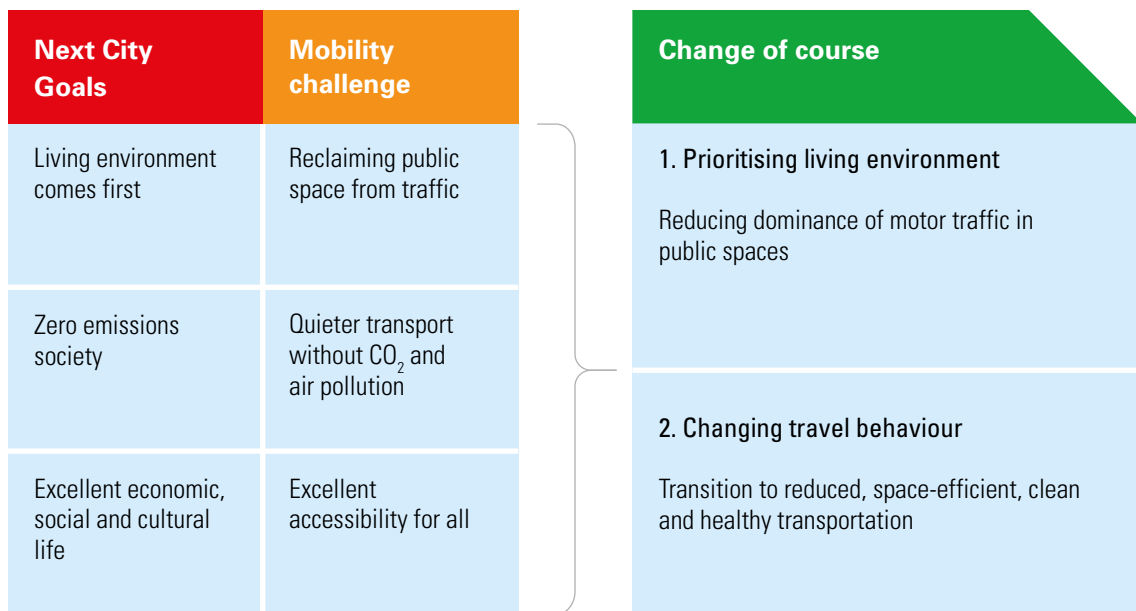 Next City
Goals
Mobility
challenge
Change of course
Living environment
comes first
Reclaiming public
space from traffic
Zero emissions
society
Quieter transport
without CO₂ and
air pollution
Excellent economic,
social and cultural
life
Excellent
accessibility for all
1. Prioritising living environment
Reducing dominance of motor traffic in
public spaces
2. Changing travel behaviour
Transition to reduced, space-efficient, clean
and healthy transportation